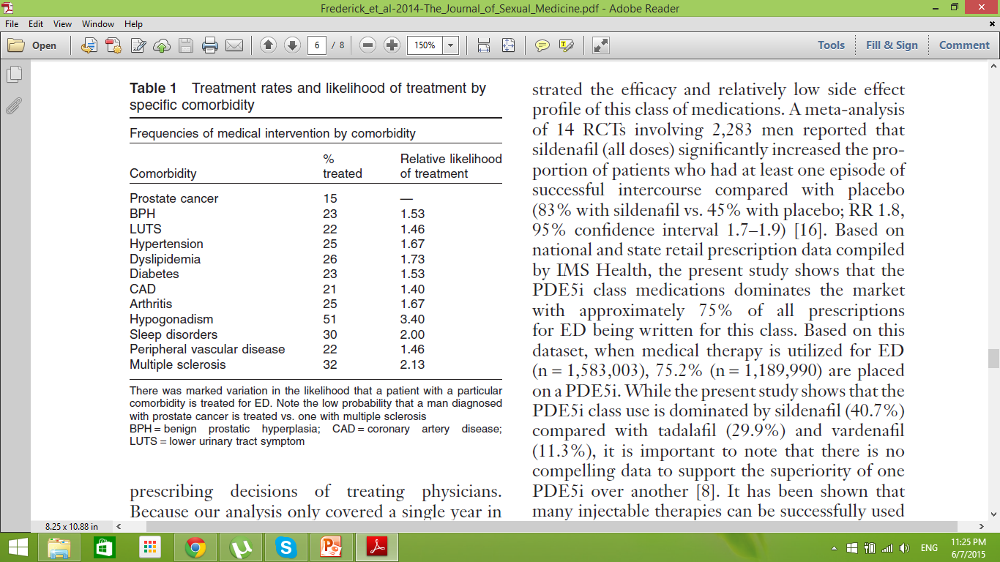 Frederick_et_al-2014-The_Journal_of_Sexual_Medicine.pdf - Adobe Reader
File Edit View Window Help
Open 6 / 8 150% Tools Fill & Sign Comment
Table 1 Treatment rates and likelihood of treatment by
specific comorbidity
Frequencies of medical intervention by comorbidity
% Relative likelihood
Comorbidity treated of treatment
Prostate cancer 15 —
BPH 23 1.53
LUTS 22 1.46
Hypertension 25 1.67
Dyslipidemia 26 1.73
Diabetes 23 1.53
CAD 21 1.40
Arthritis 25 1.67
Hypogonadism 51 3.40
Sleep disorders 30 2.00
Peripheral vascular disease 22 1.46
Multiple sclerosis 32 2.13
There was marked variation in the likelihood that a patient with a particular
comorbidity is treated for ED. Note the low probability that a man diagnosed
with prostate cancer is treated vs. one with multiple sclerosis
BPH = benign prostatic hyperplasia; CAD = coronary artery disease;
LUTS = lower urinary tract symptom
prescribing decisions of treating physicians.
Because our analysis only covered a single year in
strated the efficacy and relatively low side effect
profile of this class of medications. A meta-analysis
of 14 RCTs involving 2,283 men reported that
sildenafil (all doses) significantly increased the pro-
portion of patients who had at least one episode of
successful intercourse compared with placebo
(83% with sildenafil vs. 45% with placebo; RR 1.8,
95% confidence interval 1.7–1.9) [16]. Based on
national and state retail prescription data compiled
by IMS Health, the present study shows that the
PDE5i class medications dominates the market
with approximately 75% of all prescriptions
for ED being written for this class. Based on this
dataset, when medical therapy is utilized for ED
(n = 1,583,003), 75.2% (n = 1,189,990) are placed
on a PDE5i. While the present study shows that the
PDE5i class use is dominated by sildenafil (40.7%)
compared with tadalafil (29.9%) and vardenafil
(11.3%), it is important to note that there is no
compelling data to support the superiority of one
PDE5i over another [8]. It has been shown that
many injectable therapies can be successfully used
8.25 x 10.88 in
ENG
11:25 PM
6/7/2015